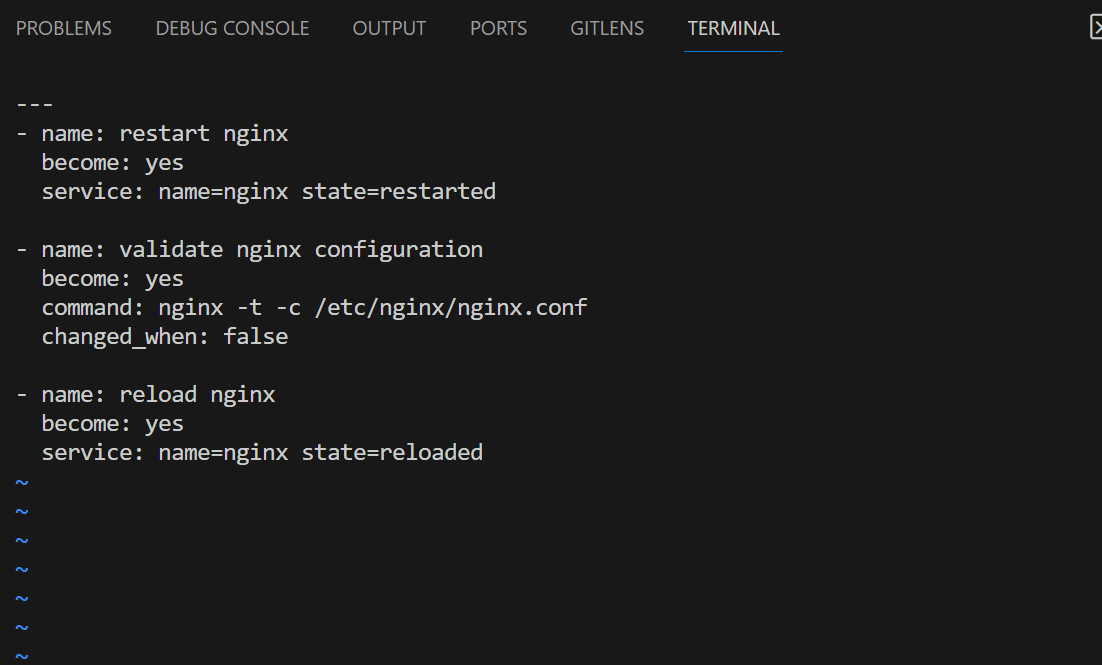 PROBLEMS DEBUG CONSOLE OUTPUT PORTS GITLENS TERMINAL
---
- name: restart nginx
  become: yes
  service: name=nginx state=restarted

- name: validate nginx configuration
  become: yes
  command: nginx -t -c /etc/nginx/nginx.conf
  changed_when: false

- name: reload nginx
  become: yes
  service: name=nginx state=reloaded
~
~
~
~
~
~
~